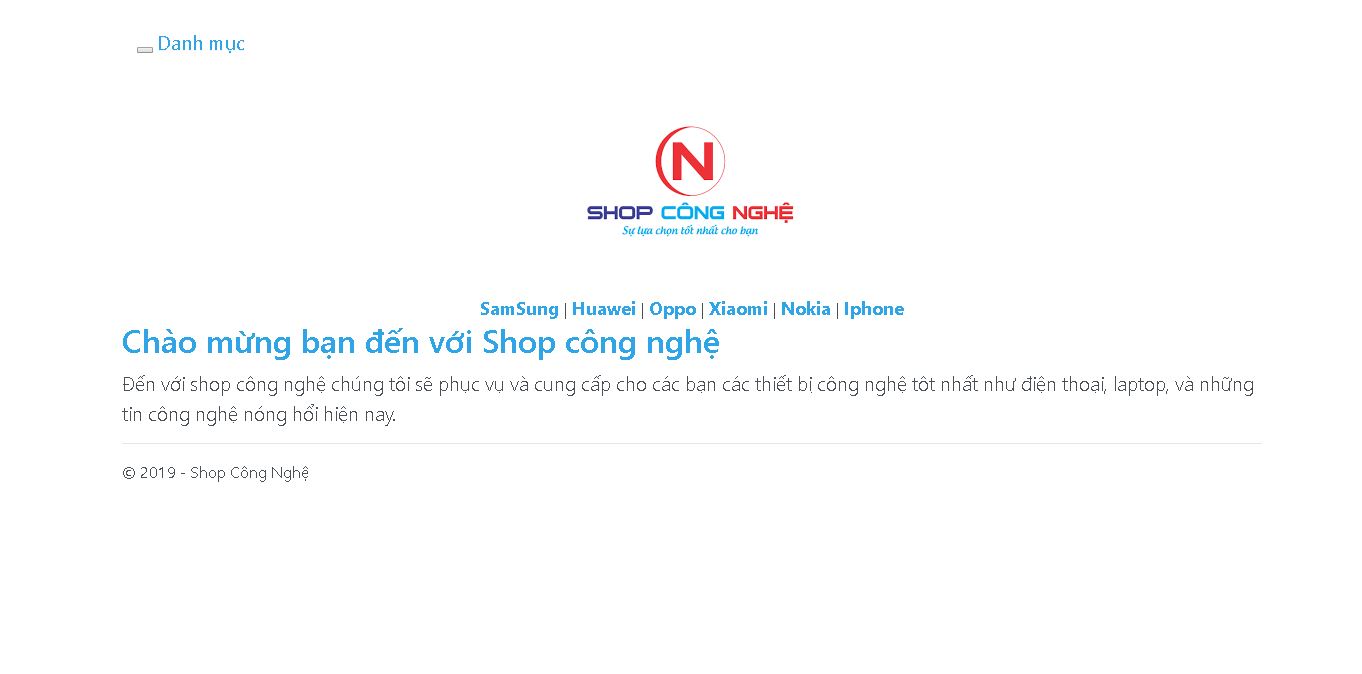 Danh mục
N
SHOP CÔNG NGHỆ
Sự lựa chọn tốt nhất cho bạn
SamSung | Huawei | Oppo | Xiaomi | Nokia | Iphone
Chào mừng bạn đến với Shop công nghệ
Đến với shop công nghệ chúng tôi sẽ phục vụ và cung cấp cho các bạn các thiết bị công nghệ tôt nhất như điện thoại, laptop, và những
tin công nghệ nóng hổi hiện nay.
© 2019 - Shop Công Nghệ